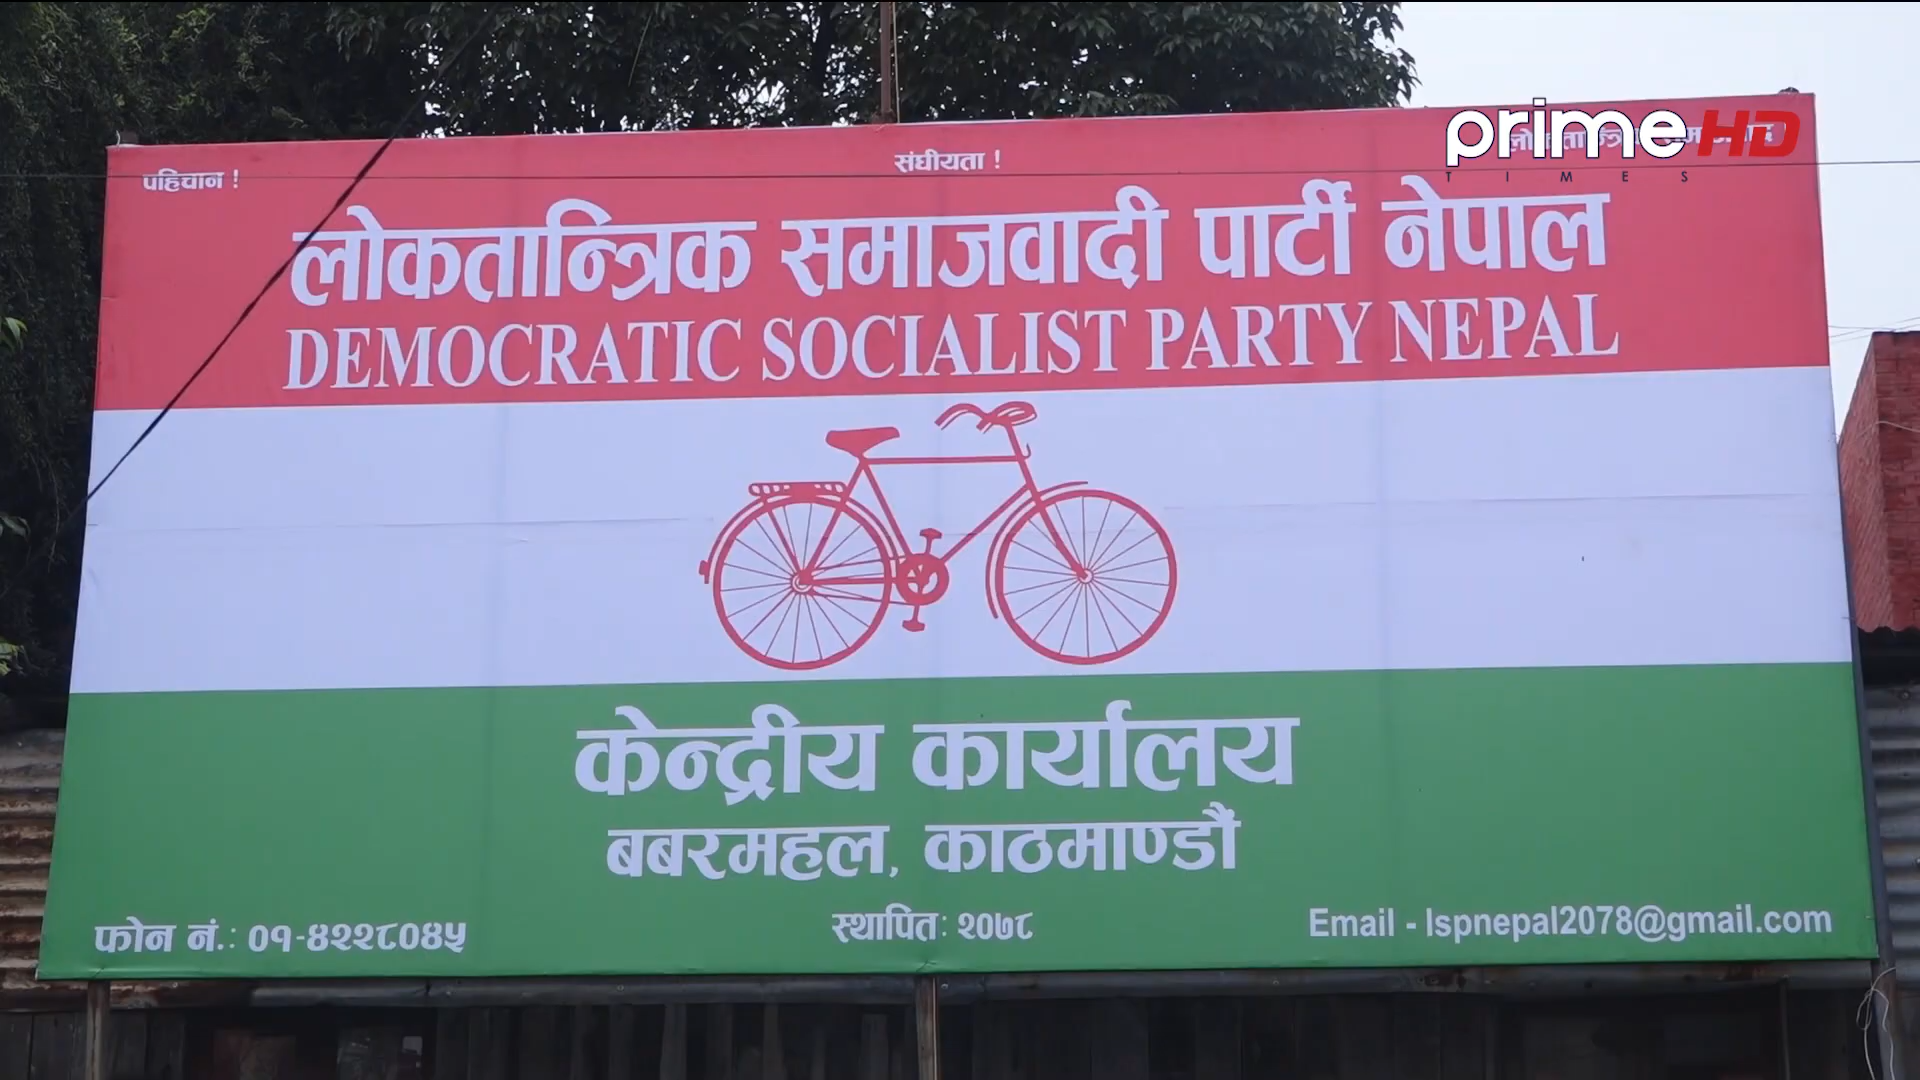 पहिचान !
संघीयता !
prime HD
TIMES
लोकतान्त्रिक समाजवादी पार्टी नेपाल
DEMOCRATIC SOCIALIST PARTY NEPAL
केन्द्रीय कार्यालय
बबरमहल, काठमाण्डौं
फोन नं.: ०१-४२२८०४५
स्थापित: २०७८
Email - lspnepal2078@gmail.com